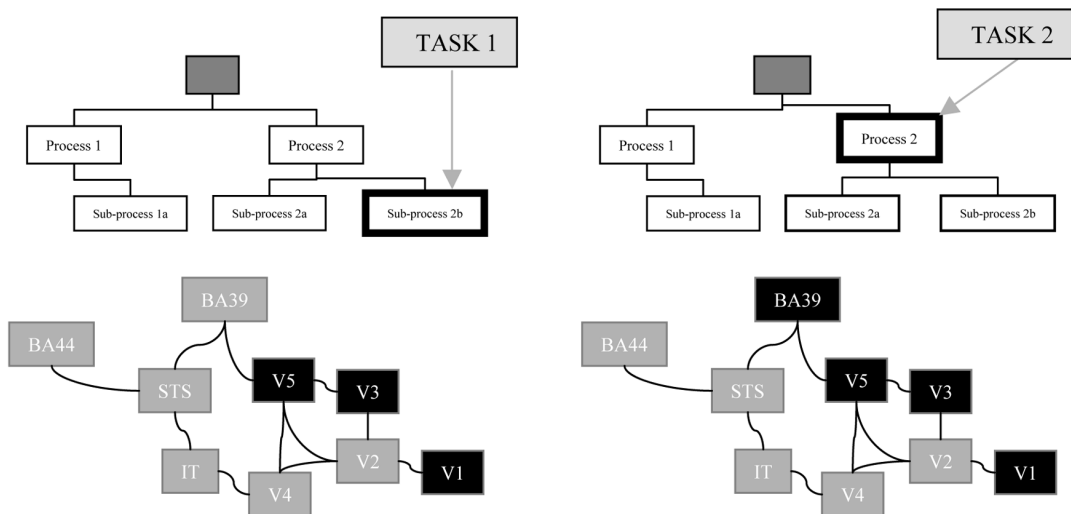 TASK 1
Process 1
Process 2
Sub-process 1a
Sub-process 2a
Sub-process 2b
BA39
BA44
STS
V5
V3
IT
V2
V4
V1
TASK 2
Process 1
Process 2
Sub-process 1a
Sub-process 2a
Sub-process 2b
BA39
BA44
STS
V5
V3
IT
V2
V4
V1